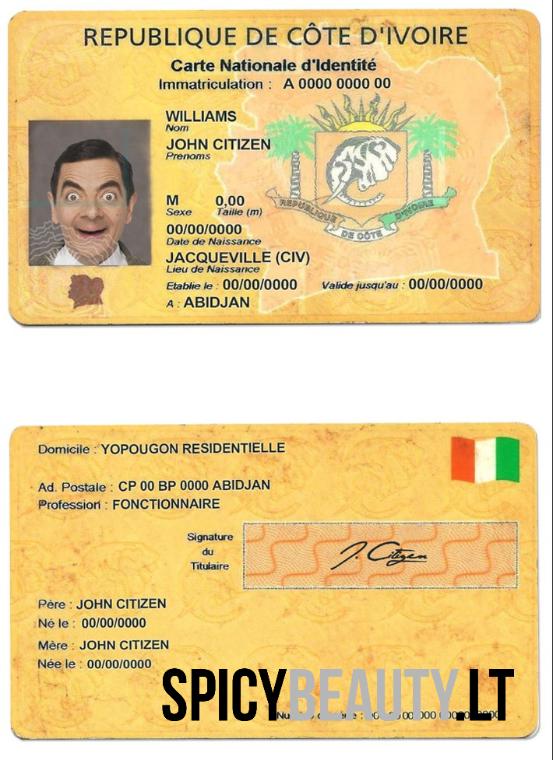 REPUBLIQUE DE CÔTE D'IVOIRE
Carte Nationale d'Identité
Immatriculation : A 0000 0000 00
WILLIAMS
Nom
JOHN CITIZEN
Prenoms
M 0,00
Sexe Taille (m)
00/00/0000
Date de Naissance
JACQUEVILLE (CIV)
Lieu de Naissance
Etablie le : 00/00/0000 Valide jusqu'au : 00/00/0000
A : ABIDJAN
REPUBLIQUE DE CÔTE D'IVOIRE
Domicile : YOPOUGON RESIDENTIELLE
Ad. Postale : CP 00 BP 0000 ABIDJAN
Profession : FONCTIONNAIRE
Signature
du
Titulaire
J. Citizen
Père : JOHN CITIZEN
Né le : 00/00/0000
Mère : JOHN CITIZEN
Née le : 00/00/0000
SPICYBEAUTY.LT